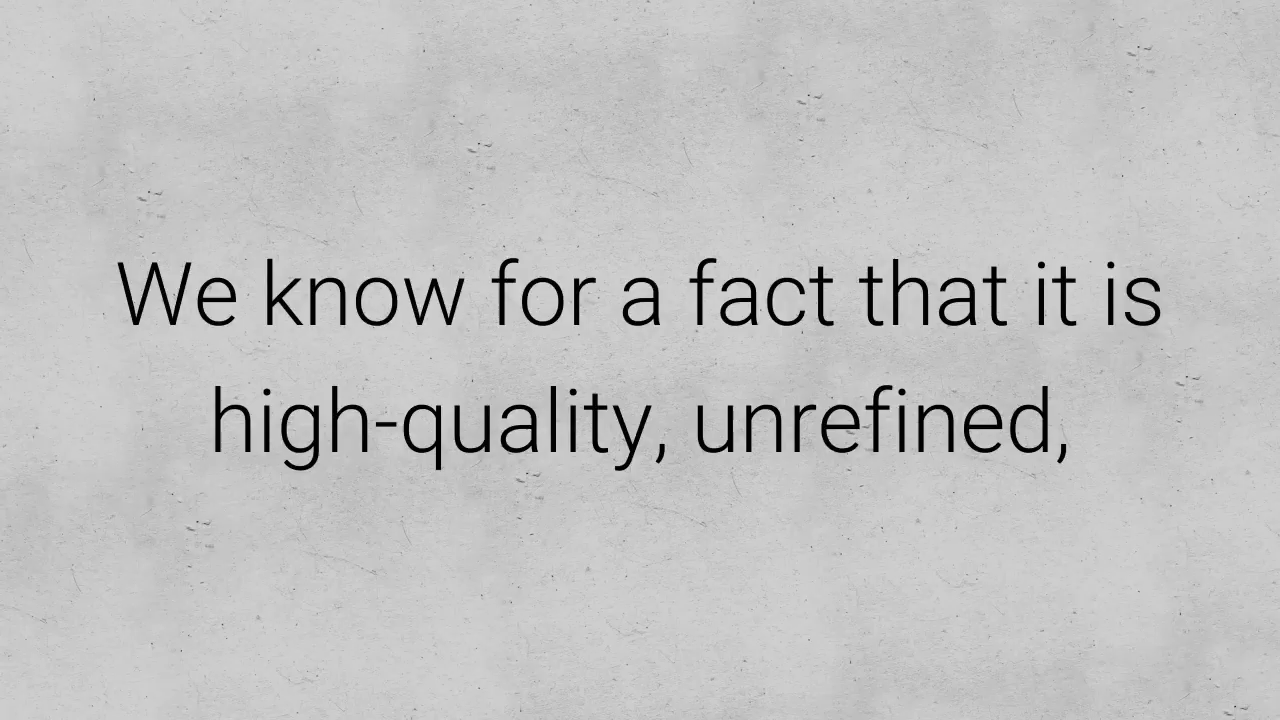 We know for a fact that it is
high-quality, unrefined,